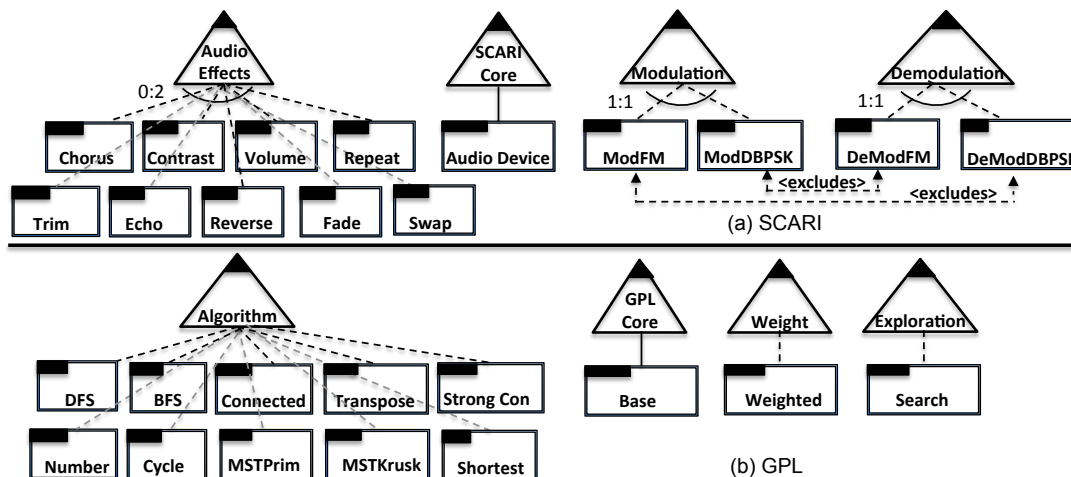 Audio
Effects
SCARI
Core
Modulation
Demodulation
0:2
1:1
1:1
Chorus
Contrast
Volume
Repeat
Audio Device
ModFM
ModDBPSK
DeModFM
DeModDBPSK
<excludes>
<excludes>
Trim
Echo
Reverse
Fade
Swap
(a) SCARI
Algorithm
GPL
Core
Weight
Exploration
DFS
BFS
Connected
Transpose
Strong Con
Base
Weighted
Search
Number
Cycle
MSTPrim
MSTKrusk
Shortest
(b) GPL